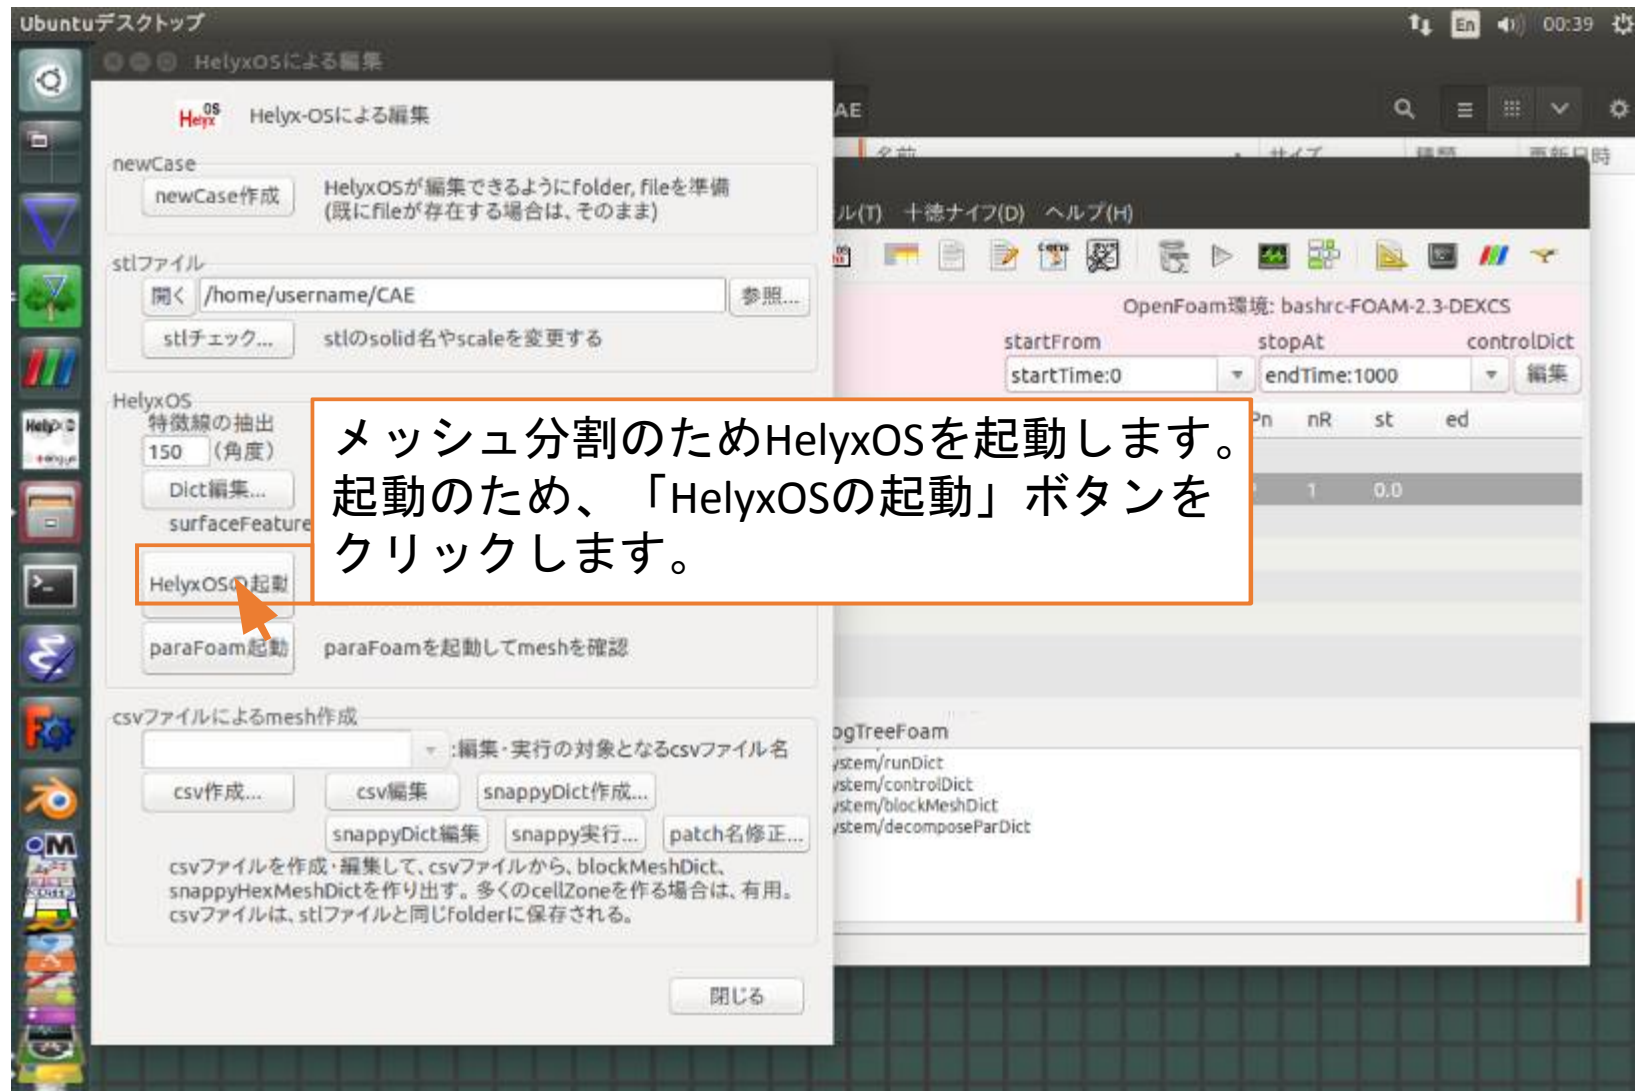 Ubuntuデスクトップ
En
00:39
HelyxOSによる編集
Helyx OS
Helyx-OSによる編集
newCase
newCase作成
HelyxOSが編集できるようにfolder, fileを準備
(既にfileが存在する場合は、そのまま)
stlファイル
開く
/home/username/CAE
参照...
stlチェック...
stlのsolid名やscaleを変更する
HelyxOS
特徴線の抽出
150
(角度)
Dict編集...
surfaceFeature
HelyxOSの起動
paraFoam起動
paraFoamを起動してmeshを確認
メッシュ分割のためHelyxOSを起動します。
起動のため、「HelyxOSの起動」ボタンを
クリックします。
csvファイルによるmesh作成
:編集・実行の対象となるcsvファイル名
csv作成...
csv編集
snappyDict作成...
snappyDict編集
snappy実行...
patch名修正...
csvファイルを作成・編集して、csvファイルから、blockMeshDict、
snappyHexMeshDictを作り出す。多くのcellZoneを作る場合は、有用。
csvファイルは、stlファイルと同じfolderに保存される。
閉じる
AE
名前
サイズ
種類
更新日時
ル(T)
十徳ナイフ(D)
ヘルプ(H)
OpenFoam環境: bashrc-FOAM-2.3-DEXCS
startFrom
stopAt
controlDict
startTime:0
endTime:1000
編集
Pn
nR
st
ed
1
0.0
ogTreeFoam
ystem/runDict
ystem/controlDict
ystem/blockMeshDict
ystem/decomposeParDict